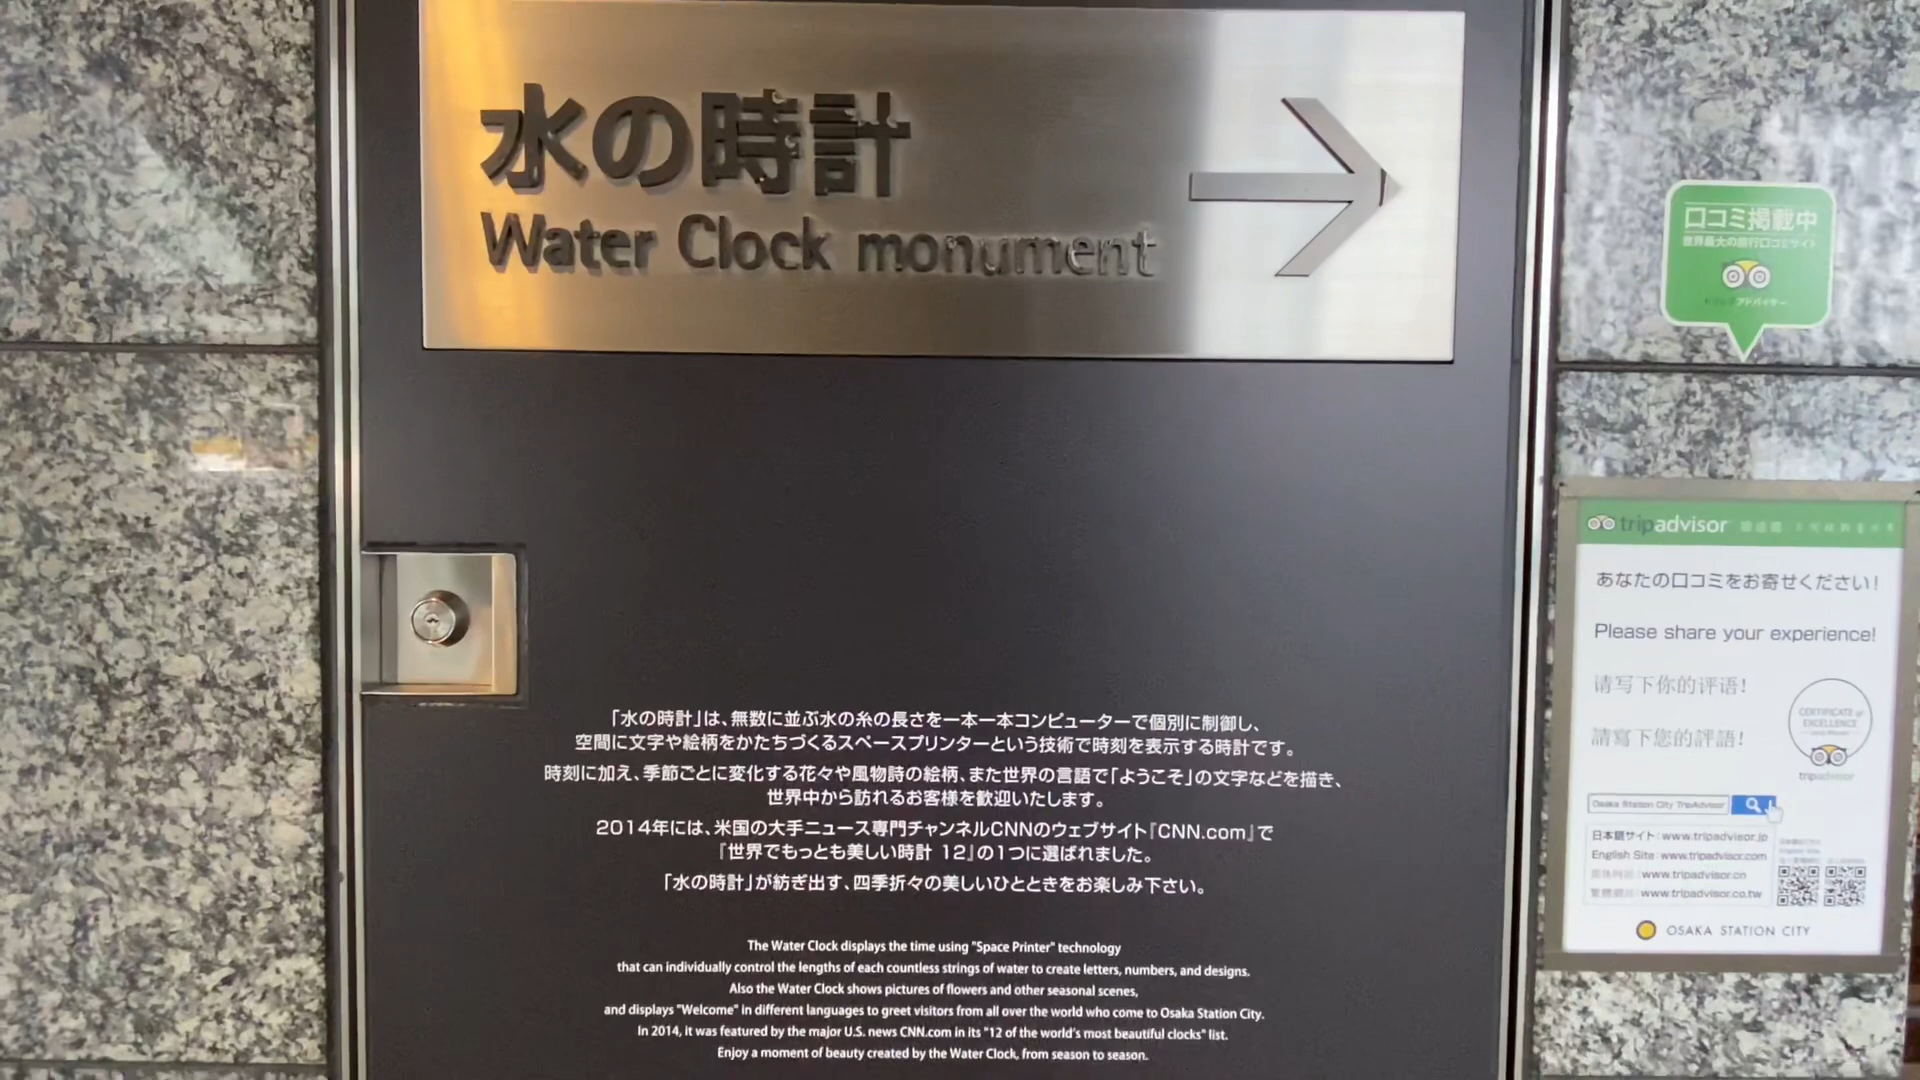 水の時計
Water Clock monument
「水の時計」は、無数に並ぶ水の糸の長さを一本一本コンピューターで個別に制御し、
空間に文字や絵柄をかたちづくるスペースプリンターという技術で時刻を表示する時計です。
時刻に加え、季節ごとに変化する花々や風物詩の絵柄、また世界の言語で「ようこそ」の文字などを描き、
世界中から訪れるお客様を歓迎いたします。
2014年には、米国の大手ニュース専門チャンネルCNNのウェブサイト『CNN.com』で
『世界でもっとも美しい時計 12』の1つに選ばれました。
「水の時計」が紡ぎ出す、四季折々の美しいひとときをお楽しみ下さい。
The Water Clock displays the time using "Space Printer" technology
that can individually control the lengths of each countless strings of water to create letters, numbers, and designs.
Also the Water Clock shows pictures of flowers and other seasonal scenes,
and displays "Welcome" in different languages to greet visitors from all over the world who come to Osaka Station City.
In 2014, it was featured by the major U.S. news CNN.com in its "12 of the world's most beautiful clocks" list.
Enjoy a moment of beauty created by the Water Clock, from season to season.
口コミ掲載中
世界最大の旅行口コミサイト
アドバイザー
tripadvisor
あなたの口コミをお寄せください!
Please share your experience!
请写下你的评语!
請寫下您的評語!
CERTIFICATE of
EXCELLENCE
tripadvisor
Osaka Station City TripAdvisor
日本語サイト:www.tripadvisor.jp
English Site:www.tripadvisor.com
www.tripadvisor.cn
www.tripadvisor.co.tw
OSAKA STATION CITY